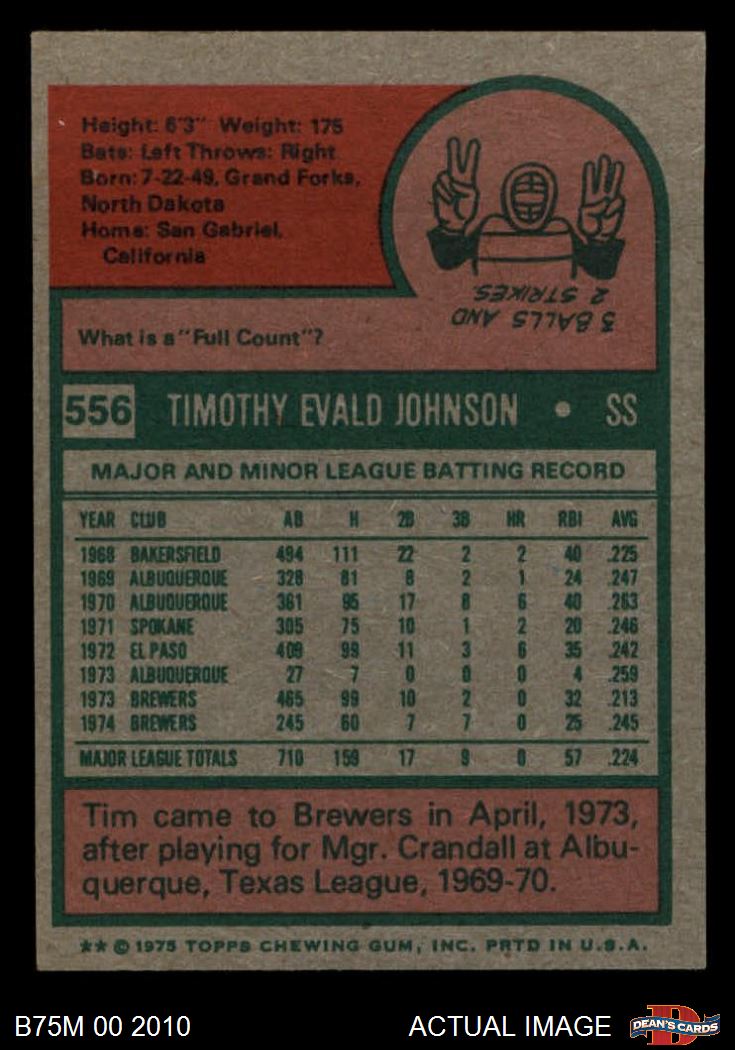 Height: 6'3" Weight: 175
Bats: Left Throws: Right
Born: 7-22-49, Grand Forks,
North Dakota
Home: San Gabriel,
California
3 BALLS AND
2 STRIKES.
What is a "Full Count"?
556 TIMOTHY EVALD JOHNSON • SS
MAJOR AND MINOR LEAGUE BATTING RECORD
YEAR CLUB AB H 2B 3B HR RBI AVG
1968 BAKERSFIELD 494 111 22 2 2 40 .225
1969 ALBUQUERQUE 328 81 8 2 1 24 .247
1970 ALBUQUERQUE 361 95 17 8 6 40 .263
1971 SPOKANE 305 75 10 1 2 20 .246
1972 EL PASO 409 99 11 3 6 35 .242
1973 ALBUQUERQUE 27 7 0 0 0 4 .259
1973 BREWERS 465 99 10 2 0 32 .213
1974 BREWERS 245 60 7 7 0 25 .245
MAJOR LEAGUE TOTALS 710 159 17 9 0 57 .224
Tim came to Brewers in April, 1973,
after playing for Mgr. Crandall at Albu-
querque, Texas League, 1969-70.
** © 1975 TOPPS CHEWING GUM, INC. PRTD IN U.S.A.
B75M 00 2010 ACTUAL IMAGE D DEAN'S CARDS